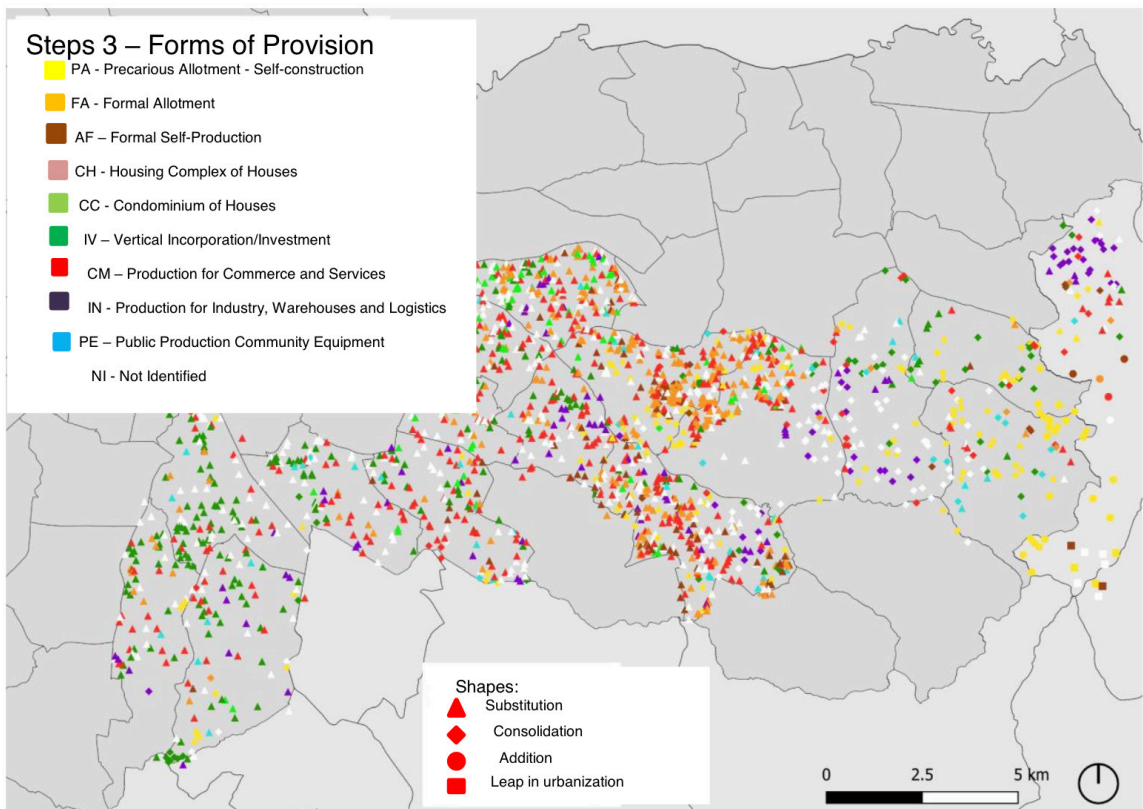 Steps 3 – Forms of Provision
PA - Precarious Allotment - Self-construction
FA - Formal Allotment
AF – Formal Self-Production
CH - Housing Complex of Houses
CC - Condominium of Houses
IV – Vertical Incorporation/Investment
CM – Production for Commerce and Services
IN - Production for Industry, Warehouses and Logistics
PE – Public Production Community Equipment
NI - Not Identified
Shapes:
Substitution
Consolidation
Addition
Leap in urbanization
0 2.5 5 km